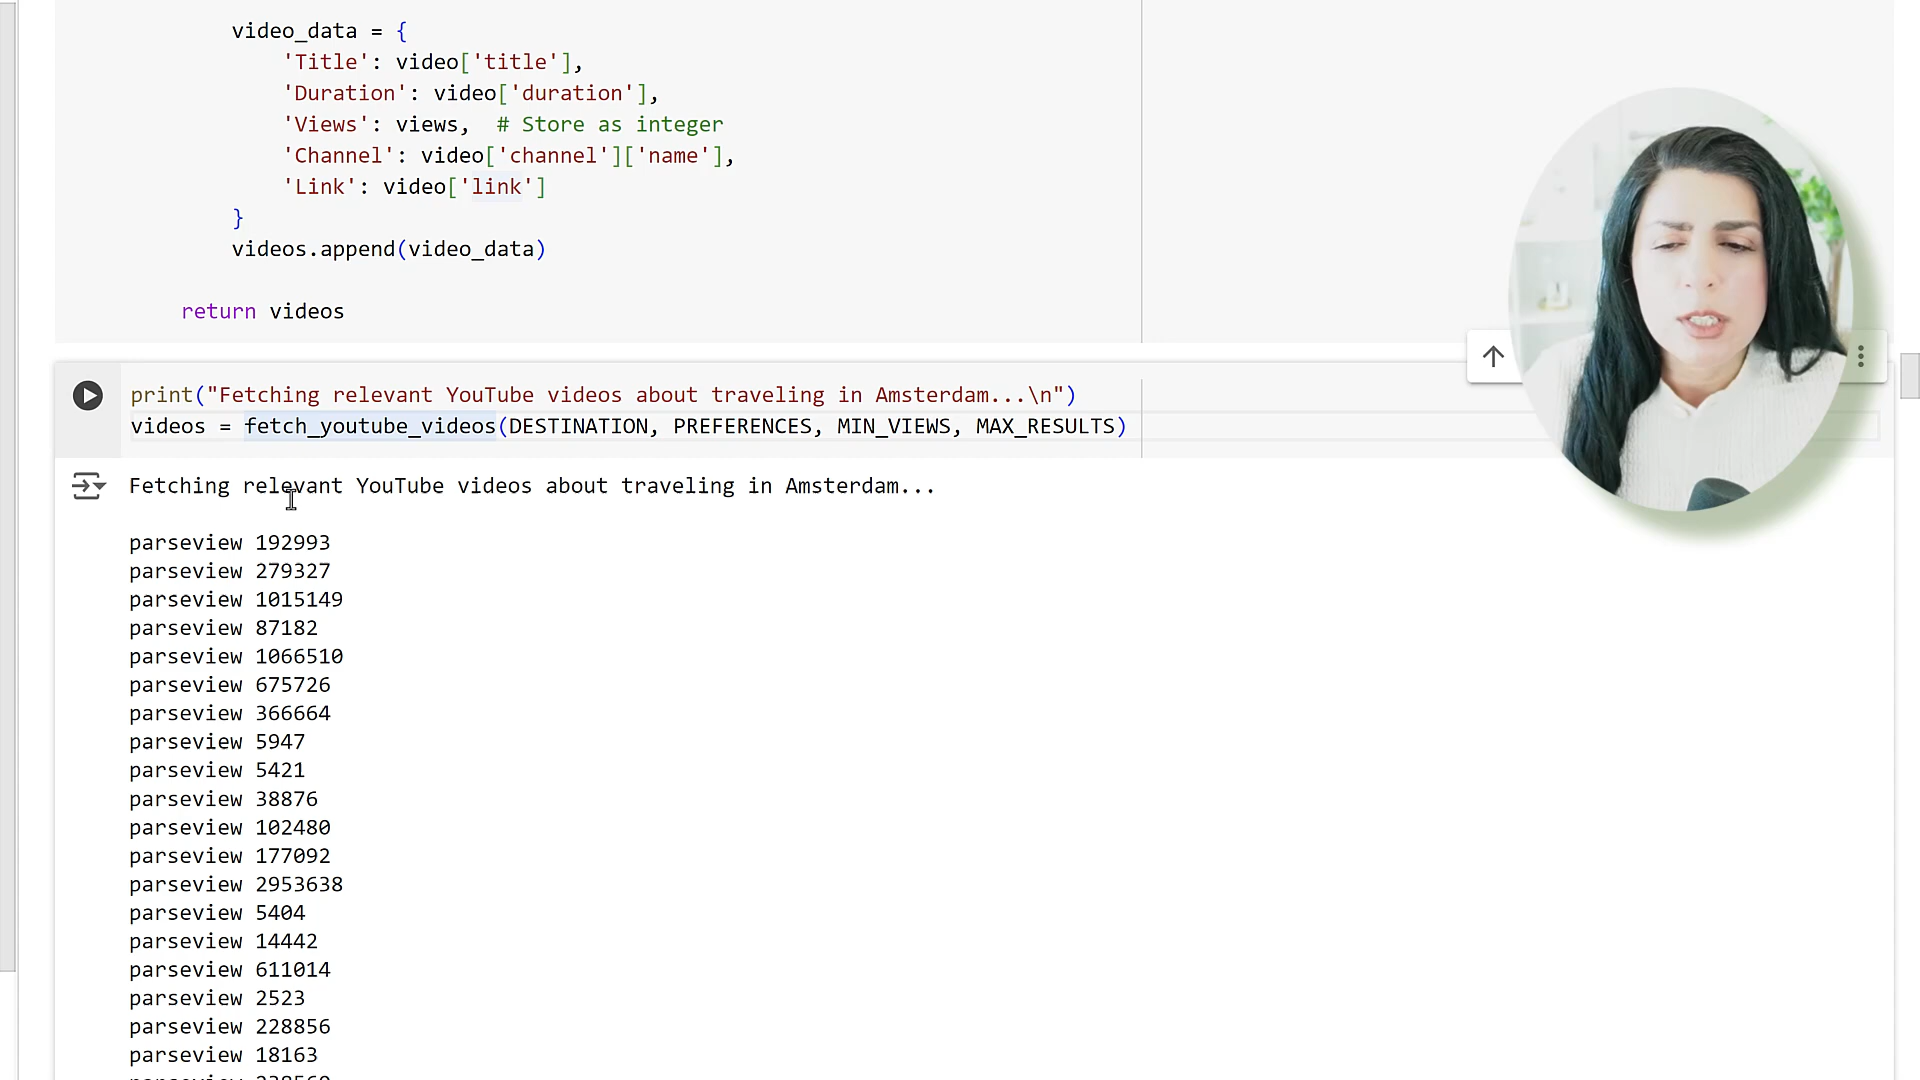 video_data = {
'Title': video['title'],
'Duration': video['duration'],
'Views': views,  # Store as integer
'Channel': video['channel']['name'],
'Link': video['link']
}
videos.append(video_data)
return videos
print("Fetching relevant YouTube videos about traveling in Amsterdam...\n")
videos = fetch_youtube_videos(DESTINATION, PREFERENCES, MIN_VIEWS, MAX_RESULTS)
Fetching relevant YouTube videos about traveling in Amsterdam...
parseview 192993
parseview 279327
parseview 1015149
parseview 87182
parseview 1066510
parseview 675726
parseview 366664
parseview 5947
parseview 5421
parseview 38876
parseview 102480
parseview 177092
parseview 2953638
parseview 5404
parseview 14442
parseview 611014
parseview 2523
parseview 228856
parseview 18163